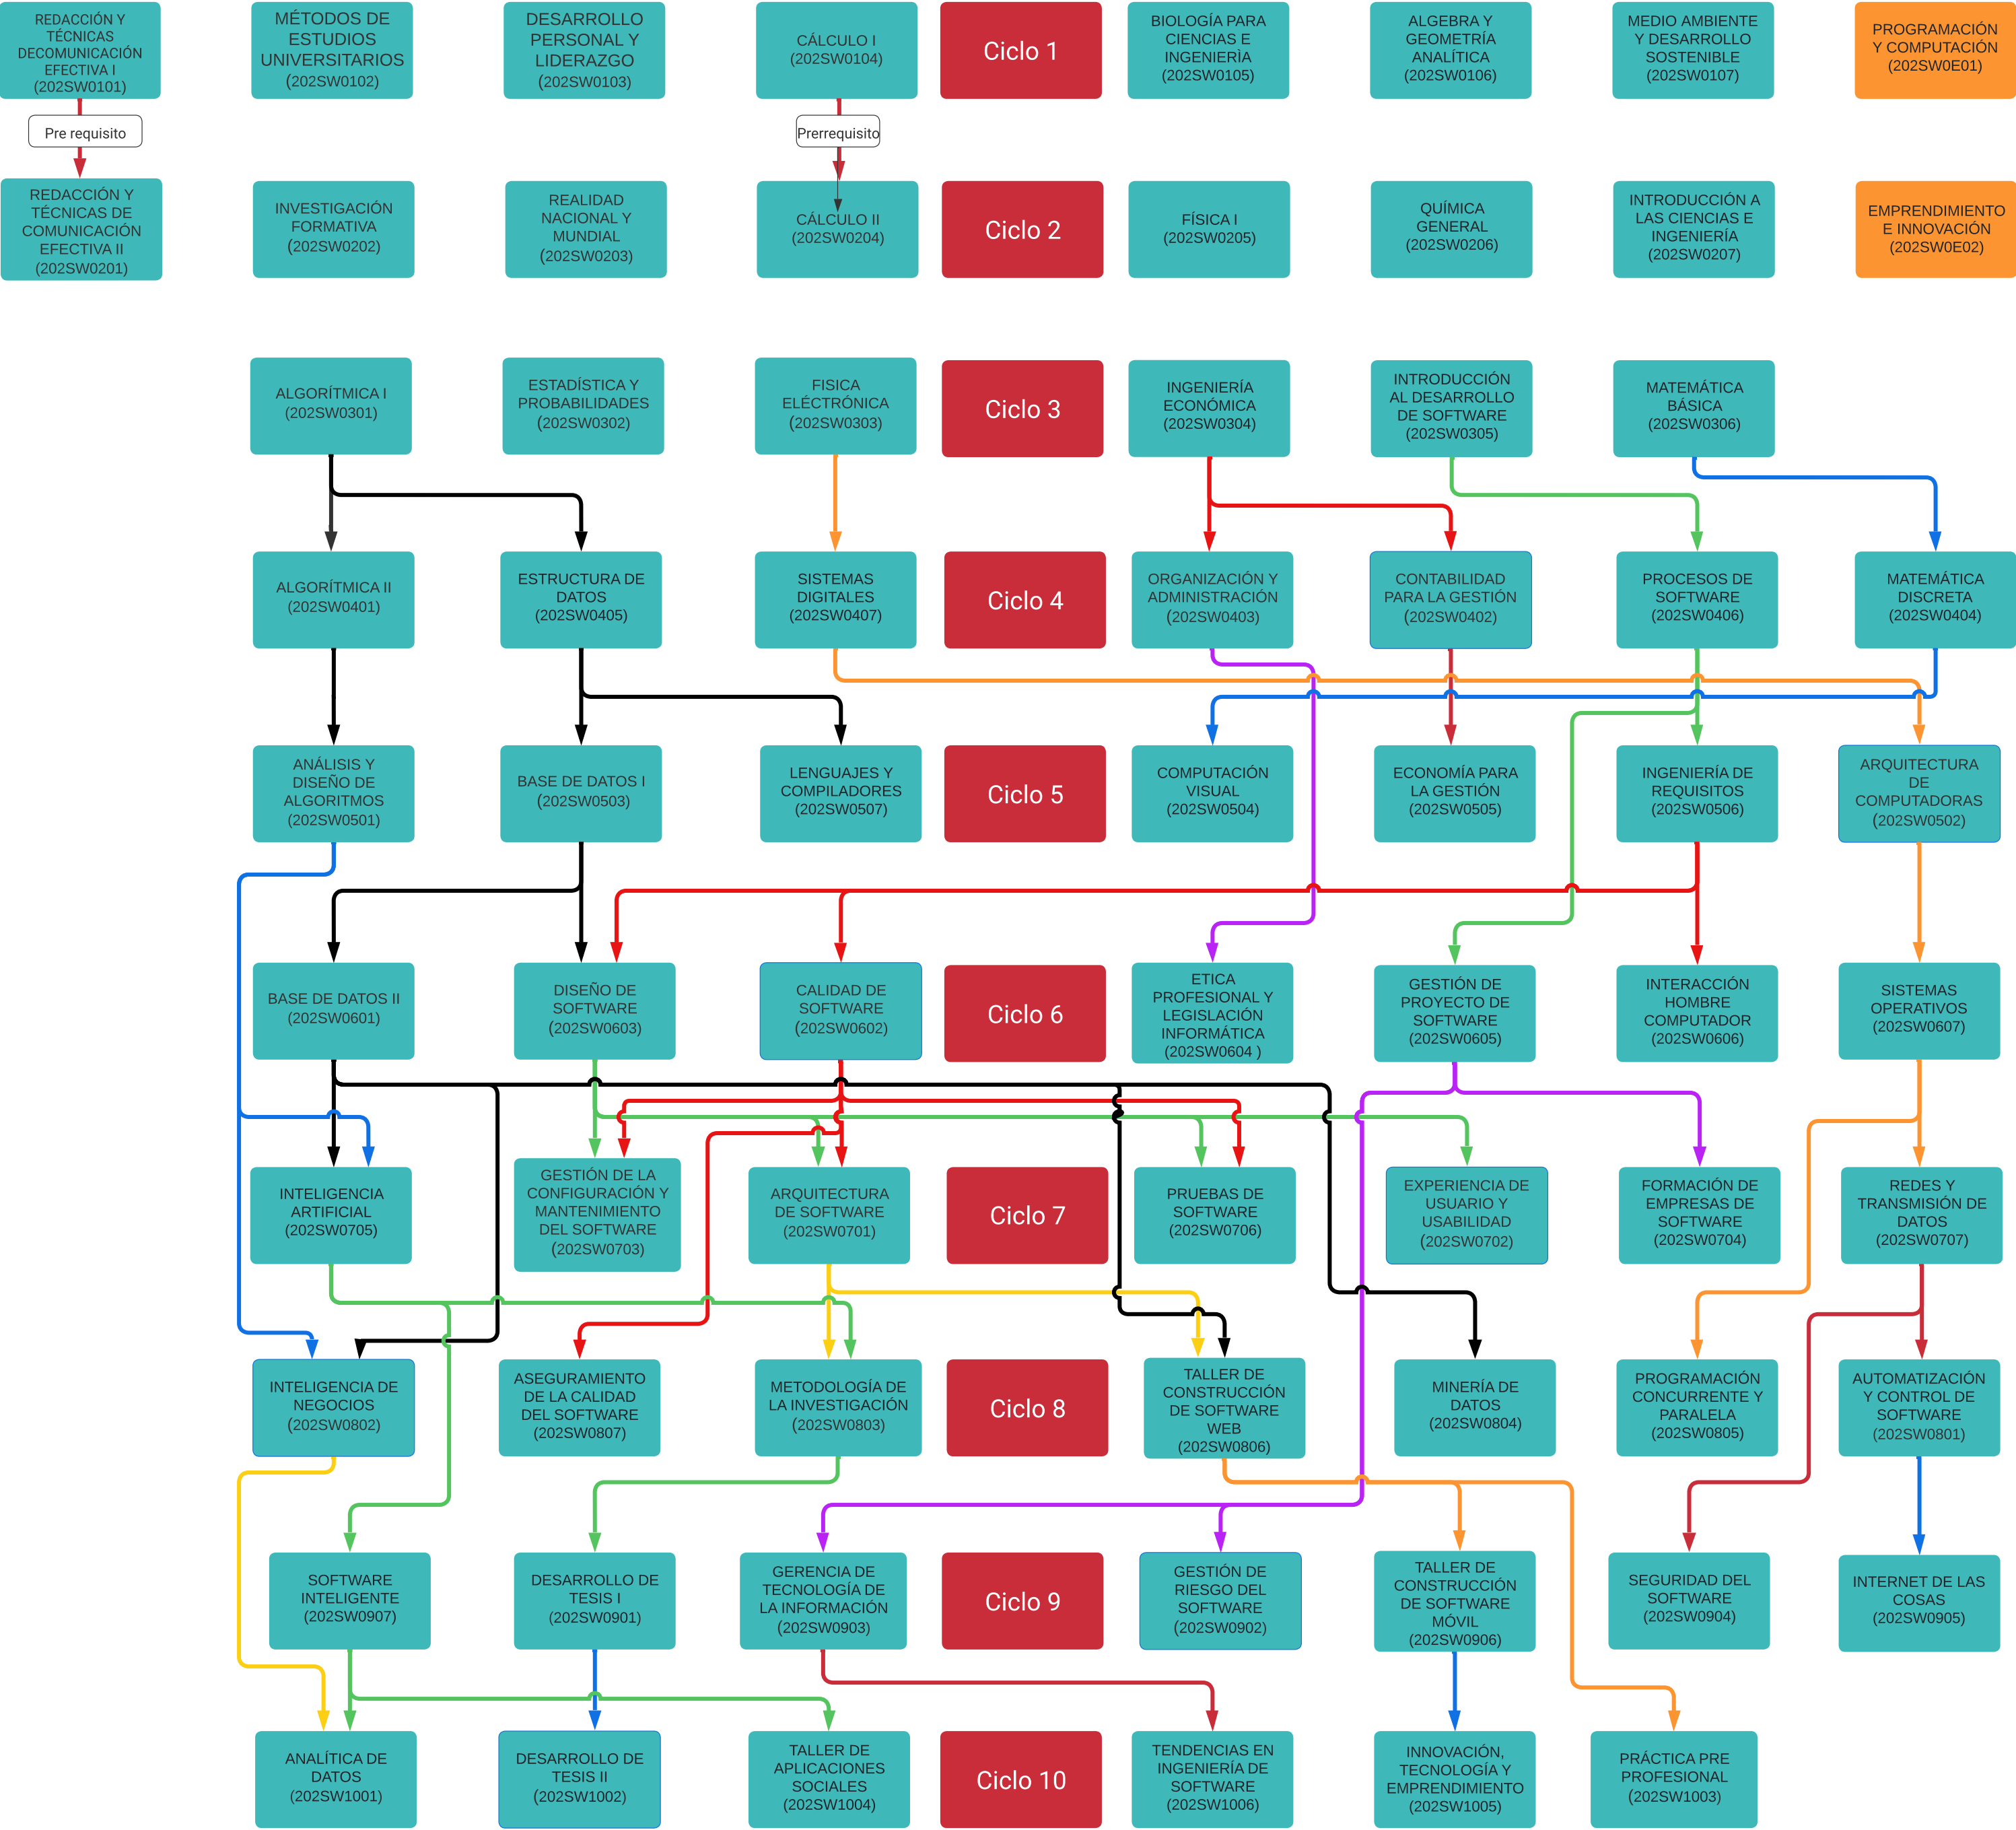 REDACCIÓN Y
TÉCNICAS
DECOMUNICACIÓN
EFECTIVA I
(202SW0101)
MÉTODOS DE
ESTUDIOS
UNIVERSITARIOS
(202SW0102)
DESARROLLO
PERSONAL Y
LIDERAZGO
(202SW0103)
CÁLCULO I
(202SW0104)
Ciclo 1
BIOLOGÍA PARA
CIENCIAS E
INGENIERÌA
(202SW0105)
ALGEBRA Y
GEOMETRÍA
ANALÍTICA
(202SW0106)
MEDIO AMBIENTE
Y DESARROLLO
SOSTENIBLE
(202SW0107)
PROGRAMACIÓN
Y COMPUTACIÓN
(202SW0E01)
Pre requisito
Prerrequisito
REDACCIÓN Y
TÉCNICAS DE
COMUNICACIÓN
EFECTIVA II
(202SW0201)
INVESTIGACIÓN
FORMATIVA
(202SW0202)
REALIDAD
NACIONAL Y
MUNDIAL
(202SW0203)
CÁLCULO II
(202SW0204)
Ciclo 2
FÍSICA I
(202SW0205)
QUÍMICA
GENERAL
(202SW0206)
INTRODUCCIÓN A
LAS CIENCIAS E
INGENIERÍA
(202SW0207)
EMPRENDIMIENTO
E INNOVACIÓN
(202SW0E02)
ALGORÍTMICA I
(202SW0301)
ESTADÍSTICA Y
PROBABILIDADES
(202SW0302)
FISICA
ELÉCTRÓNICA
(202SW0303)
Ciclo 3
INGENIERÍA
ECONÓMICA
(202SW0304)
INTRODUCCIÓN
AL DESARROLLO
DE SOFTWARE
(202SW0305)
MATEMÁTICA
BÁSICA
(202SW0306)
ALGORÍTMICA II
(202SW0401)
ESTRUCTURA DE
DATOS
(202SW0405)
SISTEMAS
DIGITALES
(202SW0407)
Ciclo 4
ORGANIZACIÓN Y
ADMINISTRACIÓN
(202SW0403)
CONTABILIDAD
PARA LA GESTIÓN
(202SW0402)
PROCESOS DE
SOFTWARE
(202SW0406)
MATEMÁTICA
DISCRETA
(202SW0404)
ANÁLISIS Y
DISEÑO DE
ALGORITMOS
(202SW0501)
BASE DE DATOS I
(202SW0503)
LENGUAJES Y
COMPILADORES
(202SW0507)
Ciclo 5
COMPUTACIÓN
VISUAL
(202SW0504)
ECONOMÍA PARA
LA GESTIÓN
(202SW0505)
INGENIERÍA DE
REQUISITOS
(202SW0506)
ARQUITECTURA
DE
COMPUTADORAS
(202SW0502)
BASE DE DATOS II
(202SW0601)
DISEÑO DE
SOFTWARE
(202SW0603)
CALIDAD DE
SOFTWARE
(202SW0602)
Ciclo 6
ETICA
PROFESIONAL Y
LEGISLACIÓN
INFORMÁTICA
(202SW0604 )
GESTIÓN DE
PROYECTO DE
SOFTWARE
(202SW0605)
INTERACCIÓN
HOMBRE
COMPUTADOR
(202SW0606)
SISTEMAS
OPERATIVOS
(202SW0607)
INTELIGENCIA
ARTIFICIAL
(202SW0705)
GESTIÓN DE LA
CONFIGURACIÓN Y
MANTENIMIENTO
DEL SOFTWARE
(202SW0703)
ARQUITECTURA
DE SOFTWARE
(202SW0701)
Ciclo 7
PRUEBAS DE
SOFTWARE
(202SW0706)
EXPERIENCIA DE
USUARIO Y
USABILIDAD
(202SW0702)
FORMACIÓN DE
EMPRESAS DE
SOFTWARE
(202SW0704)
REDES Y
TRANSMISIÓN DE
DATOS
(202SW0707)
INTELIGENCIA DE
NEGOCIOS
(202SW0802)
ASEGURAMIENTO
DE LA CALIDAD
DEL SOFTWARE
(202SW0807)
METODOLOGÍA DE
LA INVESTIGACIÓN
(202SW0803)
Ciclo 8
TALLER DE
CONSTRUCCIÓN
DE SOFTWARE
WEB
(202SW0806)
MINERÍA DE
DATOS
(202SW0804)
PROGRAMACIÓN
CONCURRENTE Y
PARALELA
(202SW0805)
AUTOMATIZACIÓN
Y CONTROL DE
SOFTWARE
(202SW0801)
SOFTWARE
INTELIGENTE
(202SW0907)
DESARROLLO DE
TESIS I
(202SW0901)
GERENCIA DE
TECNOLOGÍA DE
LA INFORMACIÓN
(202SW0903)
Ciclo 9
GESTIÓN DE
RIESGO DEL
SOFTWARE
(202SW0902)
TALLER DE
CONSTRUCCIÓN
DE SOFTWARE
MÓVIL
(202SW0906)
SEGURIDAD DEL
SOFTWARE
(202SW0904)
INTERNET DE LAS
COSAS
(202SW0905)
ANALÍTICA DE
DATOS
(202SW1001)
DESARROLLO DE
TESIS II
(202SW1002)
TALLER DE
APLICACIONES
SOCIALES
(202SW1004)
Ciclo 10
TENDENCIAS EN
INGENIERÍA DE
SOFTWARE
(202SW1006)
INNOVACIÓN,
TECNOLOGÍA Y
EMPRENDIMIENTO
(202SW1005)
PRÁCTICA PRE
PROFESIONAL
(202SW1003)